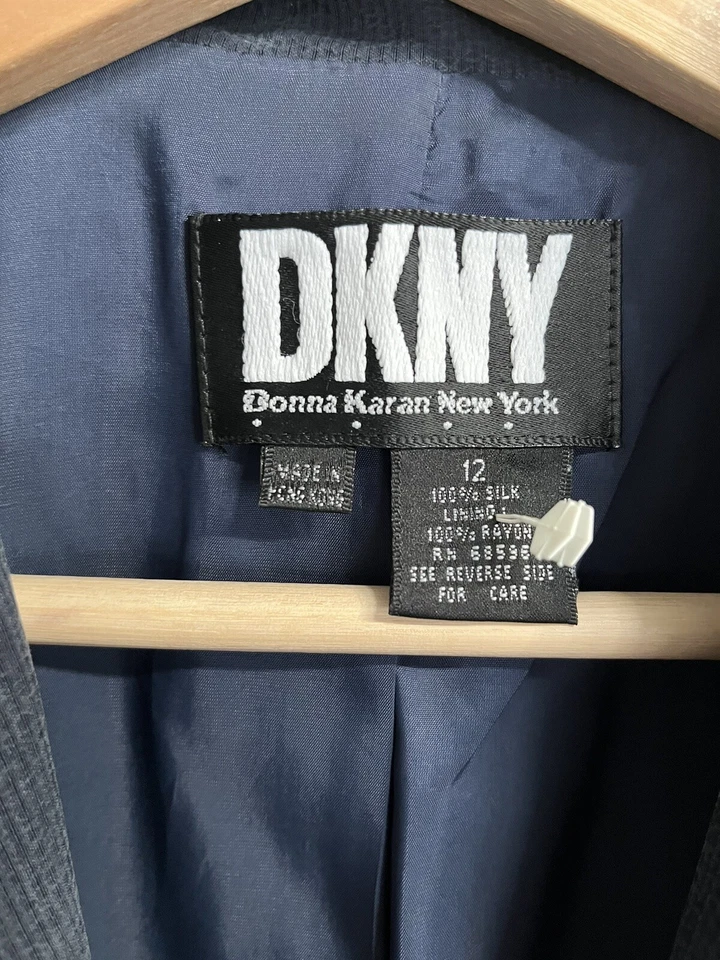 DKNY
Donna Karan New York
MADE IN
HONG KONG
12
100% SILK
LINING
100% RAYON
RN 68596
SEE REVERSE SIDE
FOR CARE